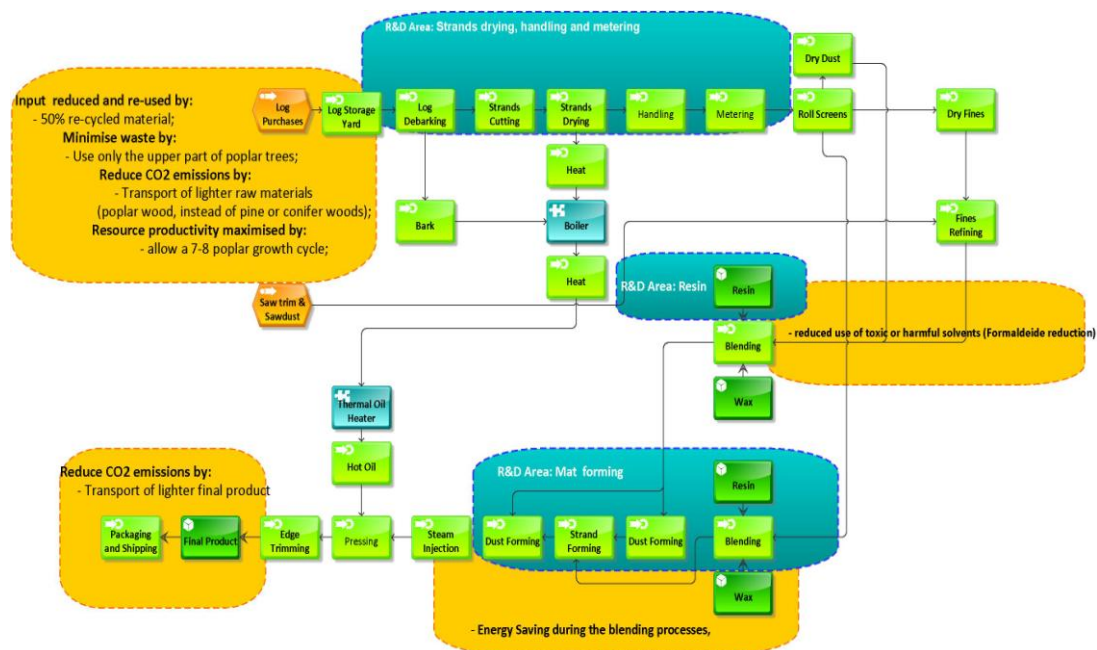 R&D Area: Strands drying, handling and metering
Dry Dust
Input reduced and re-used by:
- 50% re-cycled material;
Minimise waste by:
- Use only the upper part of poplar trees;
Reduce CO2 emissions by:
- Transport of lighter raw materials
(poplar wood, instead of pine or conifer woods);
Resource productivity maximised by:
- allow a 7-8 poplar growth cycle;
Log
Purchases
Log Storage
Yard
Log
Debarking
Strands
Cutting
Strands
Drying
Handling
Metering
Roll Screens
Dry Fines
Heat
Bark
Boiler
Fines
Refining
Heat
R&D Area: Resin
Resin
Saw trim &
Sawdust
- reduced use of toxic or harmful solvents (Formaldeide reduction)
Blending
Wax
Thermal Oil
Heater
Hot Oil
Reduce CO2 emissions by:
- Transport of lighter final product
R&D Area: Mat forming
Resin
Packaging
and Shipping
Final Product
Edge
Trimming
Pressing
Steam
Injection
Dust Forming
Strand
Forming
Dust Forming
Blending
Wax
- Energy Saving during the blending processes,